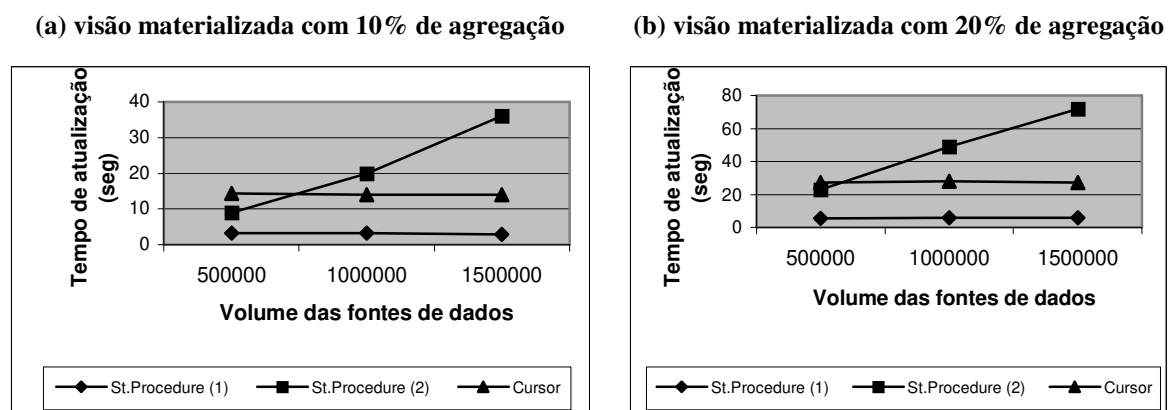 (a) visão materializada com 10% de agregação
Tempo de atualização
(seg)
40
30
20
10
0
500000 1000000 1500000
Volume das fontes de dados
St.Procedure (1) St.Procedure (2) Cursor
(b) visão materializada com 20% de agregação
Tempo de atualização
(seg)
80
60
40
20
0
500000 1000000 1500000
Volume das fontes de dados
St.Procedure (1) St.Procedure (2) Cursor